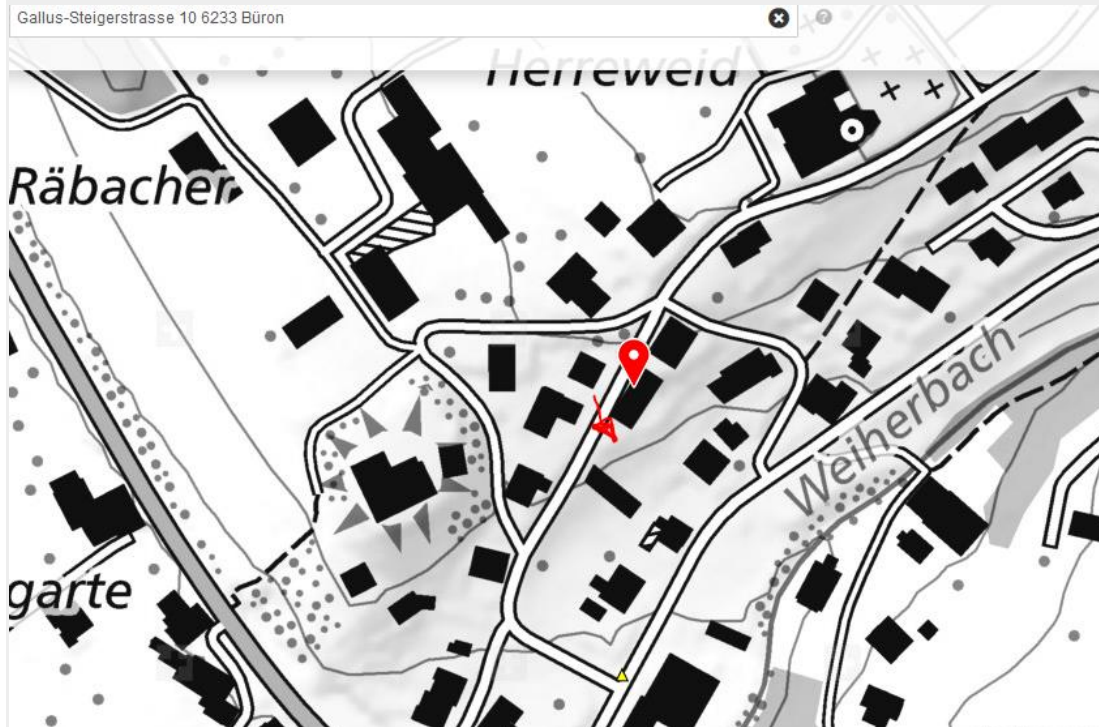 Gallus-Steigerstrasse 10 6233 Büron
Herreweid
Räbacher
Weiherbach
garte